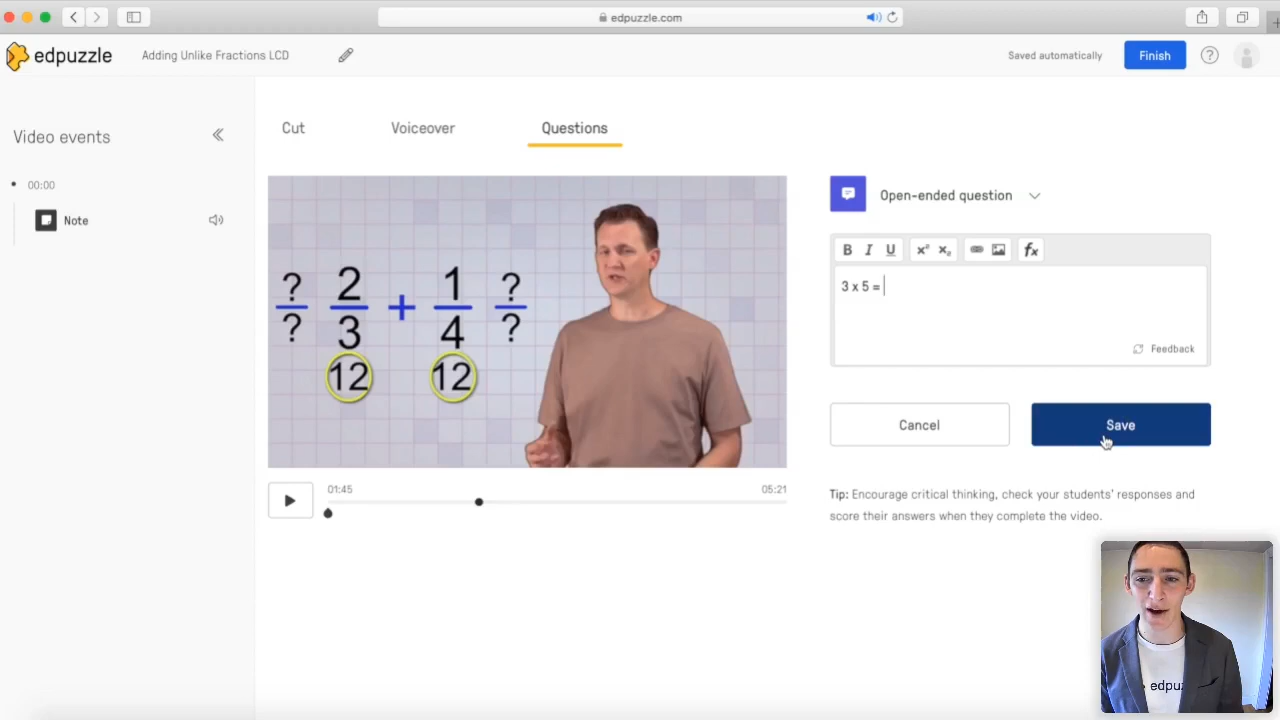 edpuzzle.com
edpuzzle
Adding Unlike Fractions LCD
Saved automatically
Finish
?
Video events
Cut
Voiceover
Questions
00:00
Note
? 2 + 1 ?
? 3 4 ?
12 12
01:45
05:21
Open-ended question
B I U x² x₂ fx
3 x 5 =
Feedback
Cancel
Save
Tip: Encourage critical thinking, check your students' responses and
score their answers when they complete the video.
edpuz